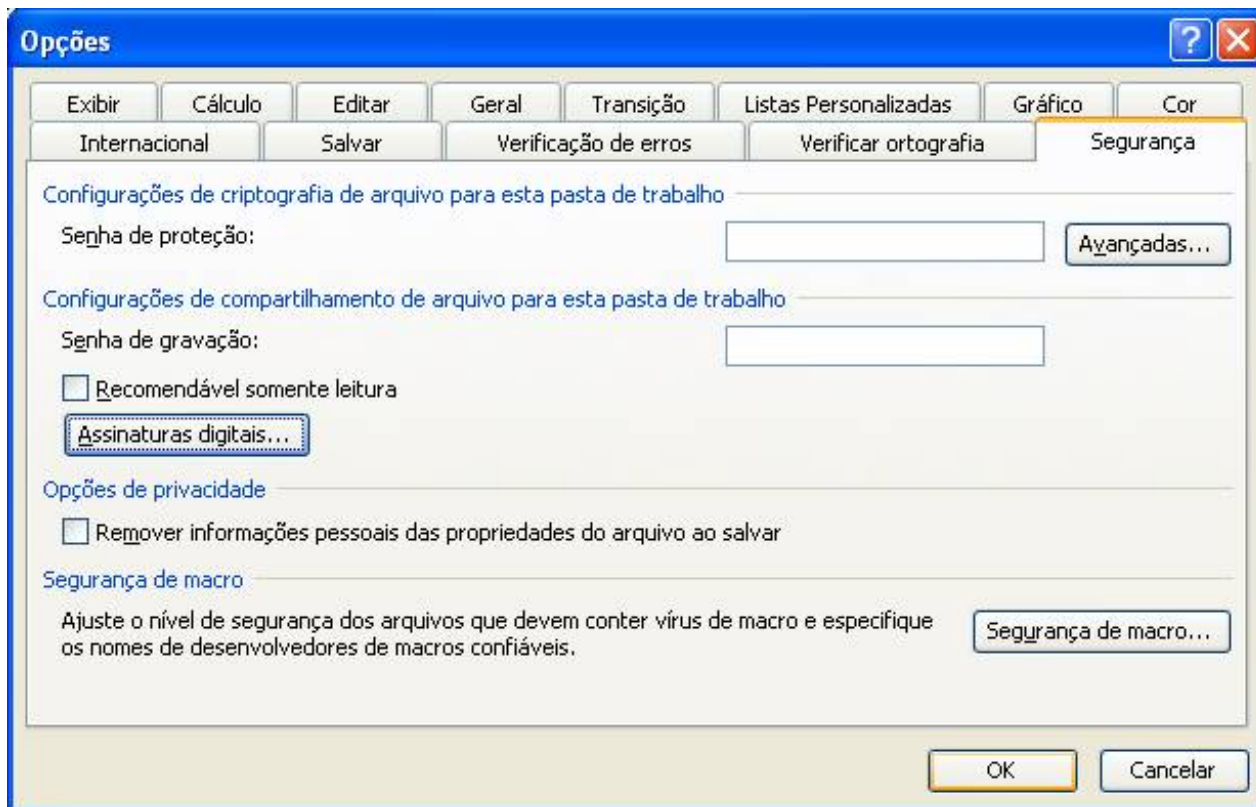 Opções
Exibir Cálculo Editar Geral Transição Listas Personalizadas Gráfico Cor
Internacional Salvar Verificação de erros Verificar ortografia Segurança
Configurações de criptografia de arquivo para esta pasta de trabalho
Senha de proteção: Avançadas...
Configurações de compartilhamento de arquivo para esta pasta de trabalho
Senha de gravação:
Recomendável somente leitura
Assinaturas digitais...
Opções de privacidade
Remover informações pessoais das propriedades do arquivo ao salvar
Segurança de macro
Ajuste o nível de segurança dos arquivos que devem conter vírus de macro e especifique
os nomes de desenvolvedores de macros confiáveis.
Segurança de macro...
OK Cancelar